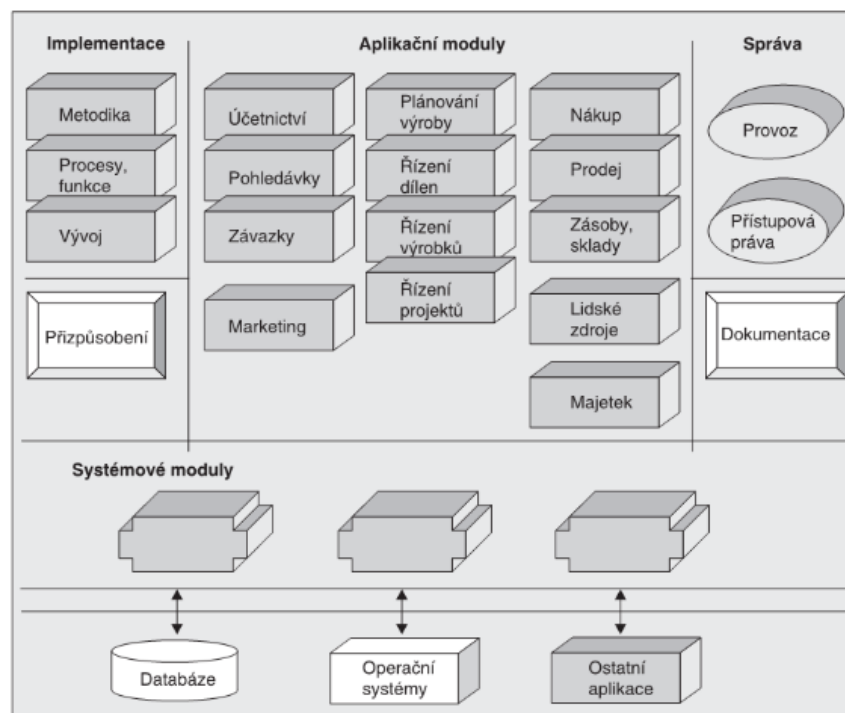 Implementace
Metodika
Procesy,
funkce
Vývoj
Přizpůsobení
Aplikační moduly
Účetnictví
Pohledávky
Závazky
Marketing
Plánování
výroby
Řízení
dílen
Řízení
výrobků
Řízení
projektů
Nákup
Prodej
Zásoby,
sklady
Lidské
zdroje
Majetek
Správa
Provoz
Přístupová
práva
Dokumentace
Systémové moduly
Databáze
Operační
systémy
Ostatní
aplikace